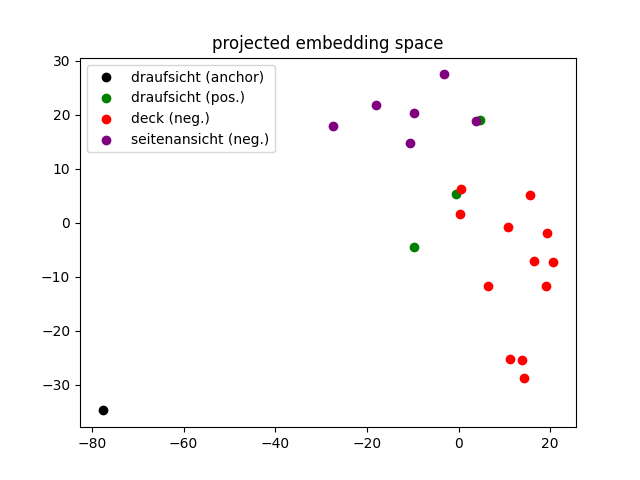 projected embedding space
draufsicht (anchor)
draufsicht (pos.)
deck (neg.)
seitenansicht (neg.)
30
20
10
0
−10
−20
−30
−80
−60
−40
−20
0
20